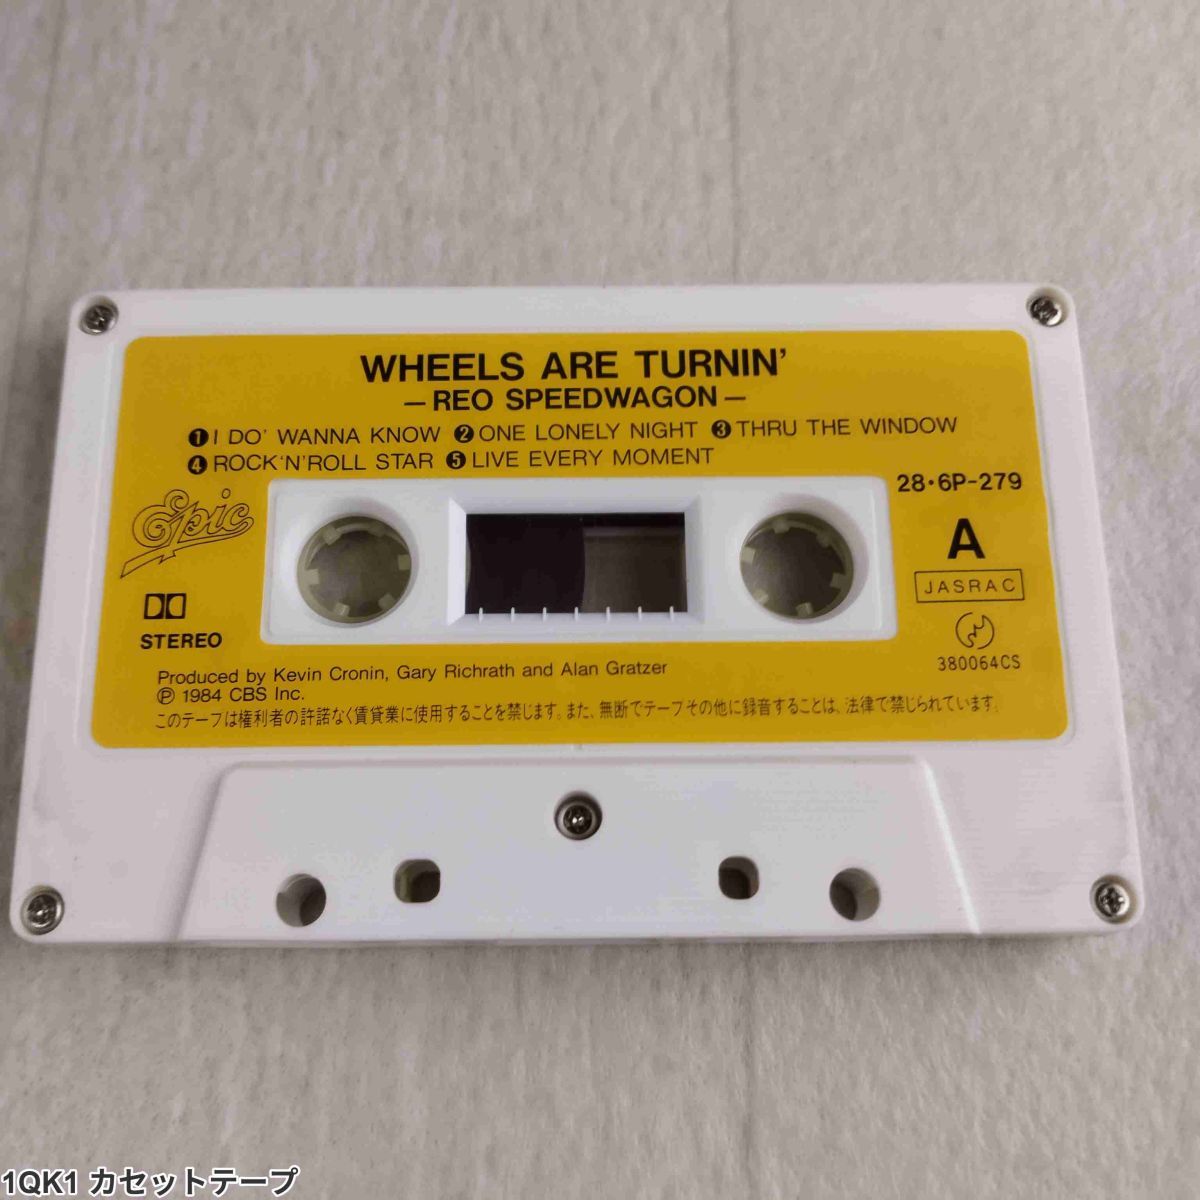 WHEELS ARE TURNIN'
—REO SPEEDWAGON—
❶I DO' WANNA KNOW ❷ONE LONELY NIGHT ❸THRU THE WINDOW
❹ROCK'N'ROLL STAR ❺LIVE EVERY MOMENT
28・6P-279
Epic
A
JASRAC
STEREO
380064CS
Produced by Kevin Cronin, Gary Richrath and Alan Gratzer
Ⓟ 1984 CBS Inc.
このテープは権利者の許諾なく賃貸業に使用することを禁じます。また、無断でテープその他に録音することは、法律で禁じられています。
1QK1 カセットテープ